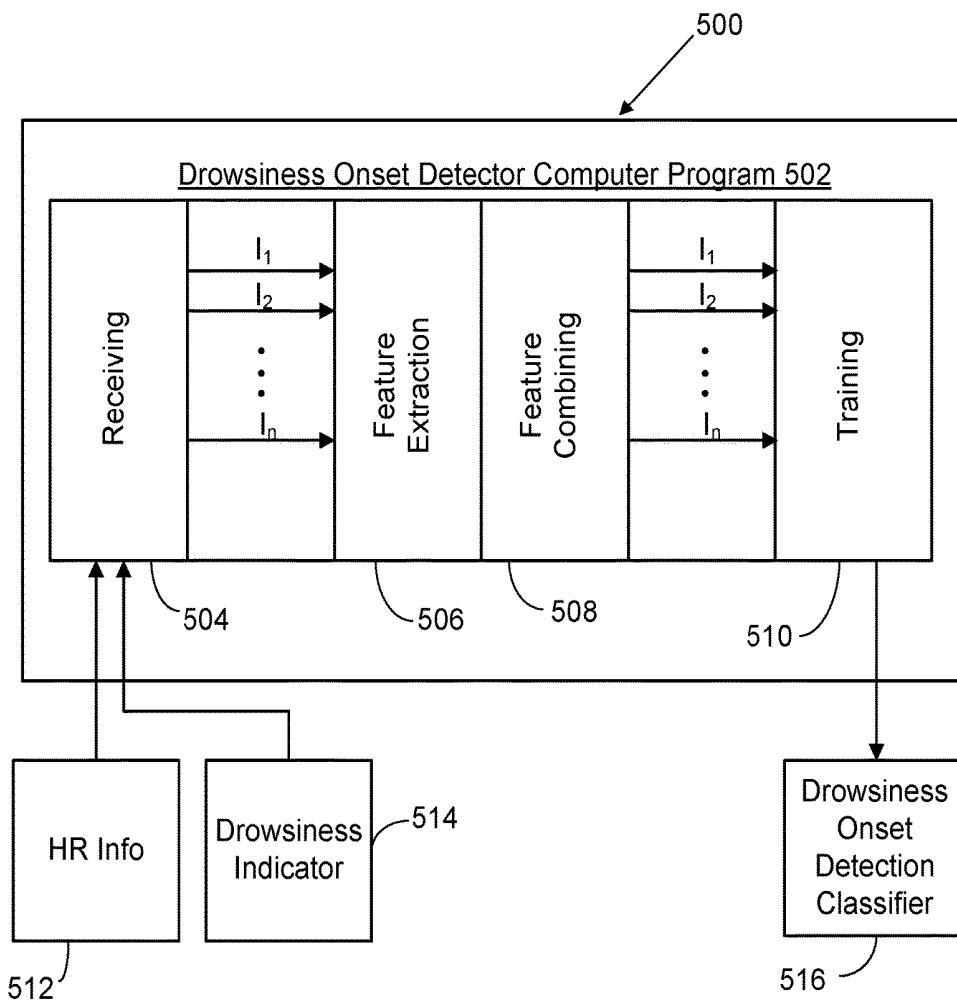 500
Drowsiness Onset Detector Computer Program 502
Receiving
I1
I2
In
Feature
Extraction
Feature
Combining
I1
I2
In
Training
504
506
508
510
HR Info
512
Drowsiness
Indicator
514
Drowsiness
Onset
Detection
Classifier
516